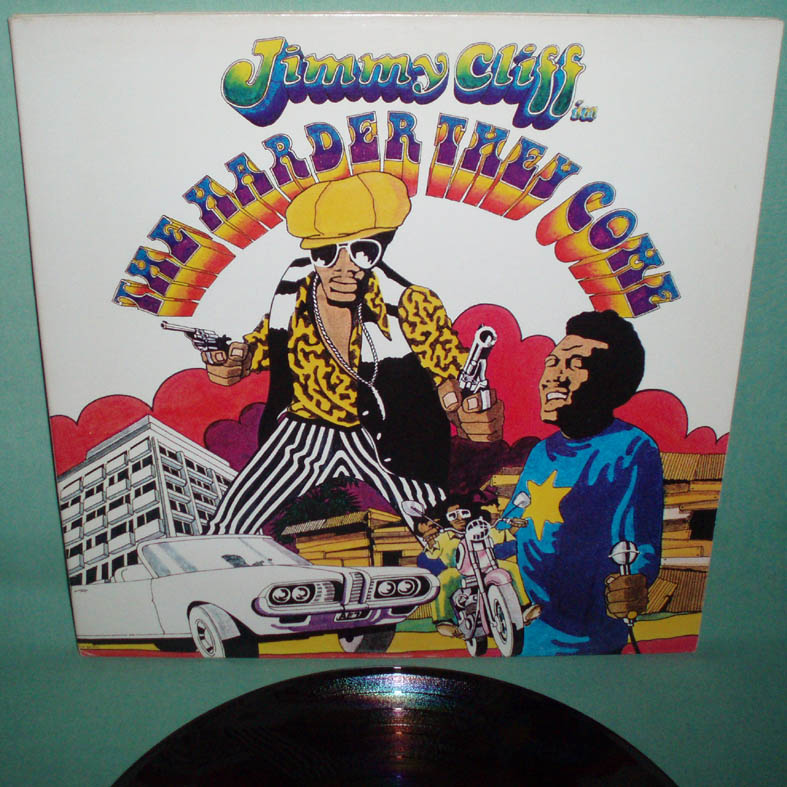 Jimmy Cliff
in
THE HARDER THEY COME